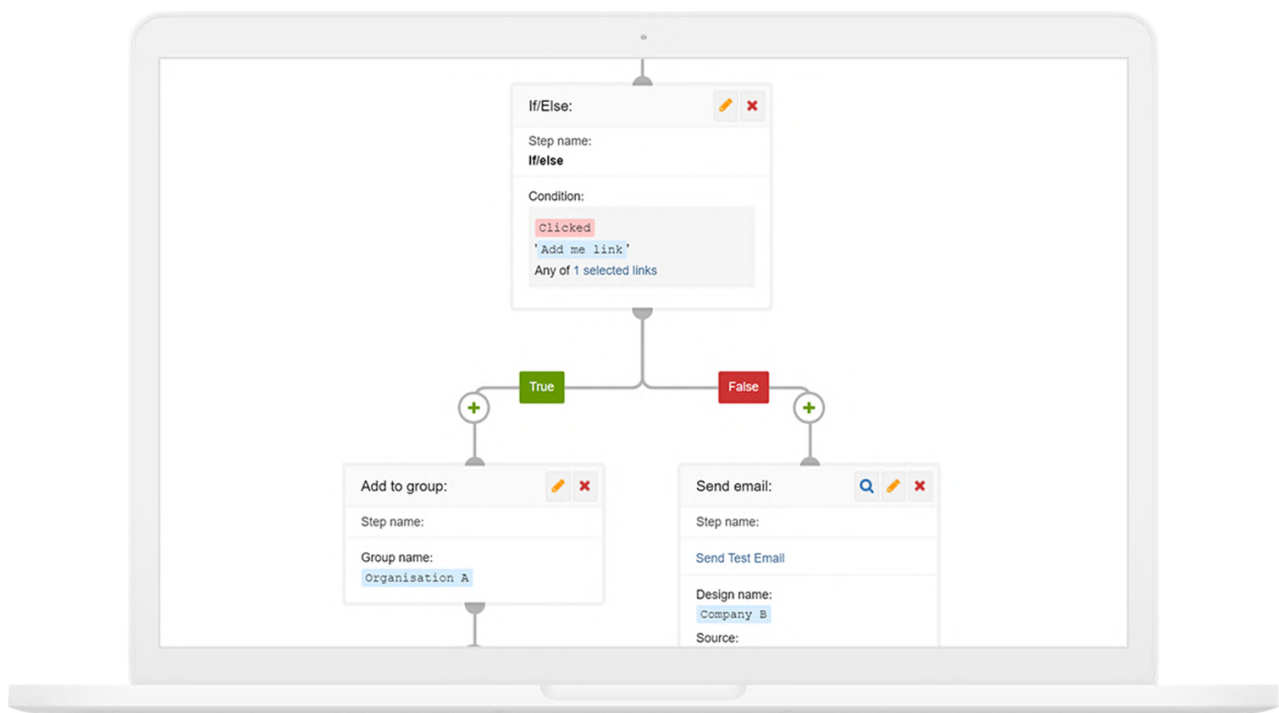 If/Else:
Step name:
If/else
Condition:
Clicked
'Add me link'
Any of 1 selected links
True
False
Add to group:
Step name:
Group name:
Organisation A
Send email:
Step name:
Send Test Email
Design name:
Company B
Source: